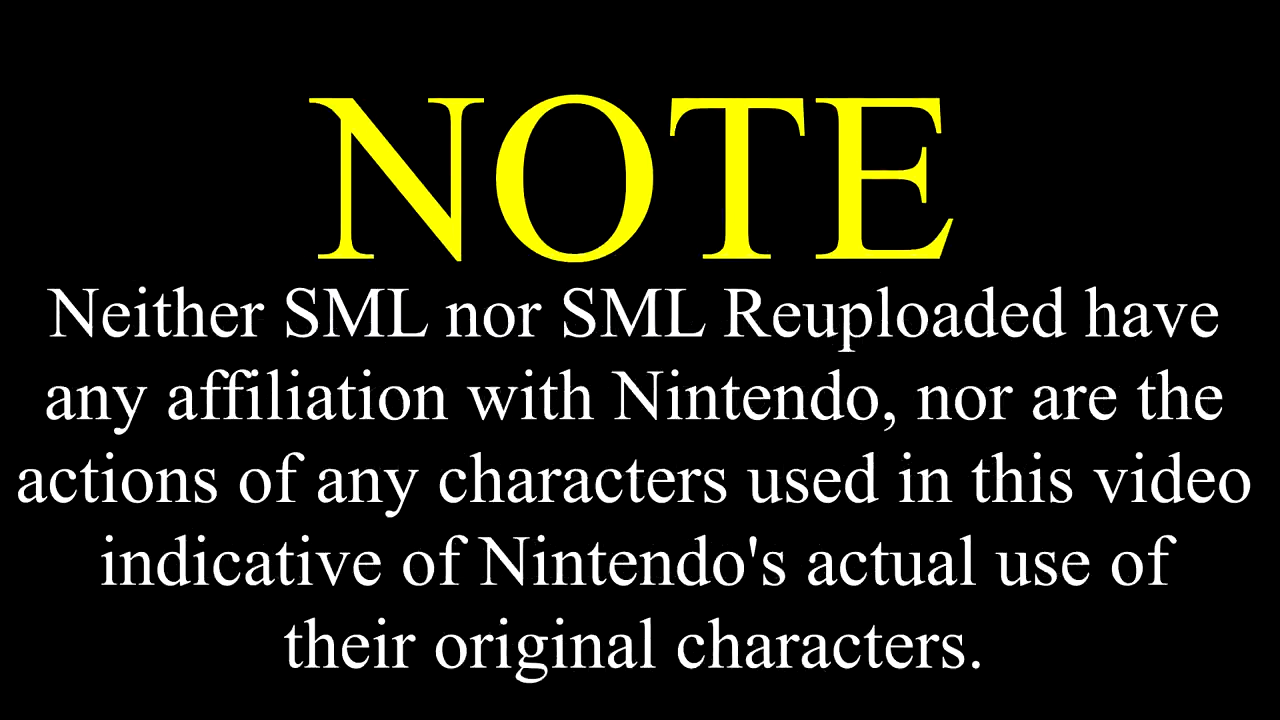 NOTE
Neither SML nor SML Reuploaded have
any affiliation with Nintendo, nor are the
actions of any characters used in this video
indicative of Nintendo's actual use of
their original characters.